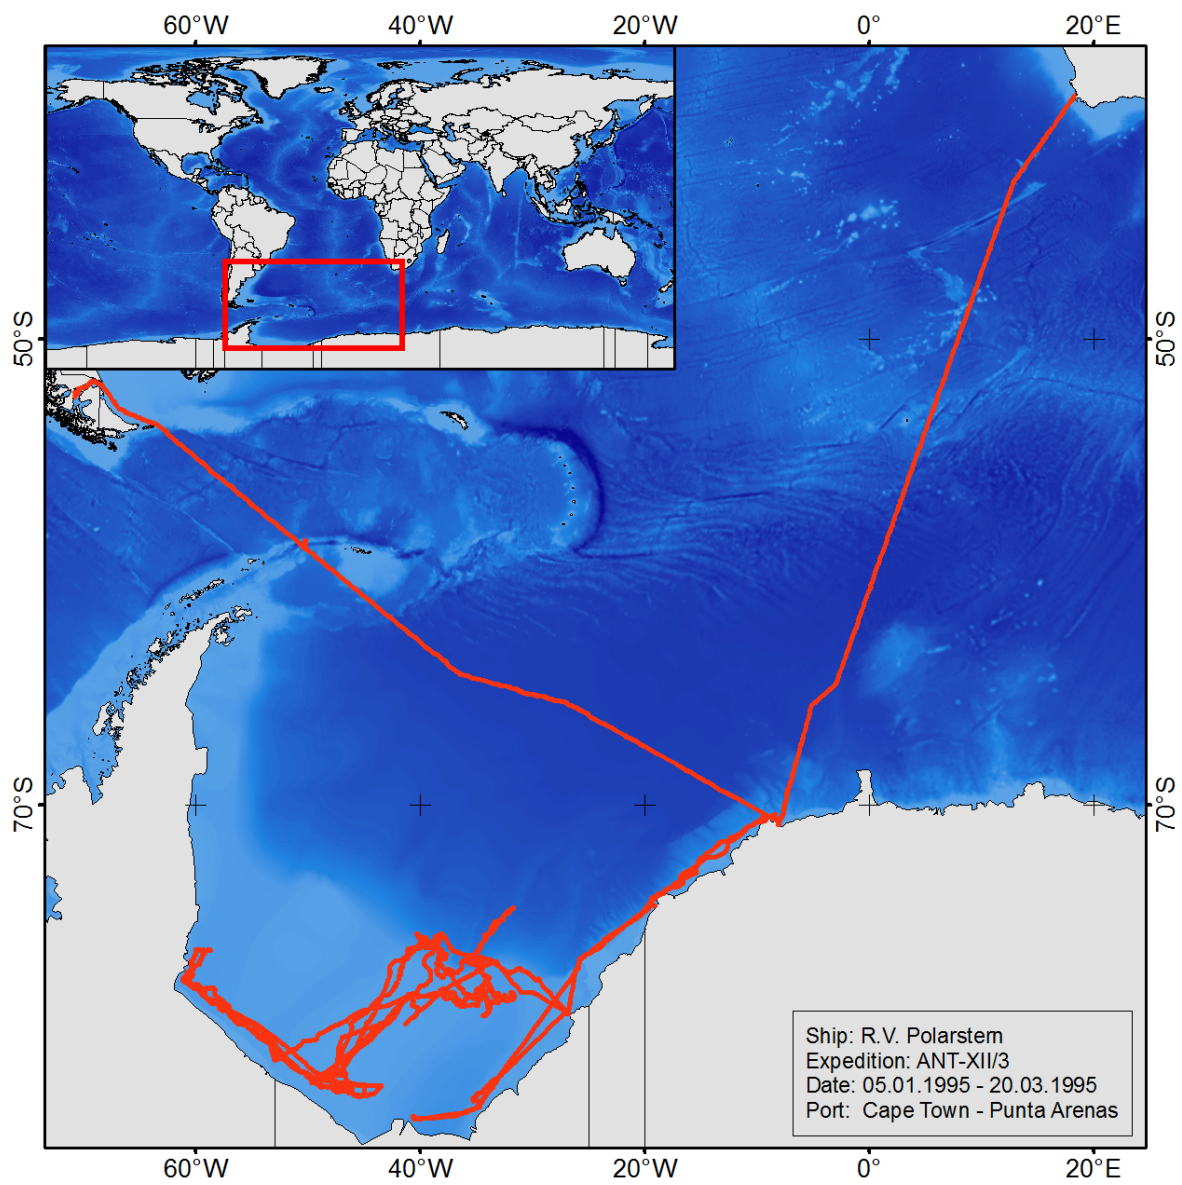 60°W 40°W 20°W 0° 20°E
50°S 50°S
70°S 70°S
Ship: R.V. Polarstern
Expedition: ANT-XII/3
Date: 05.01.1995 - 20.03.1995
Port: Cape Town - Punta Arenas
60°W 40°W 20°W 0° 20°E